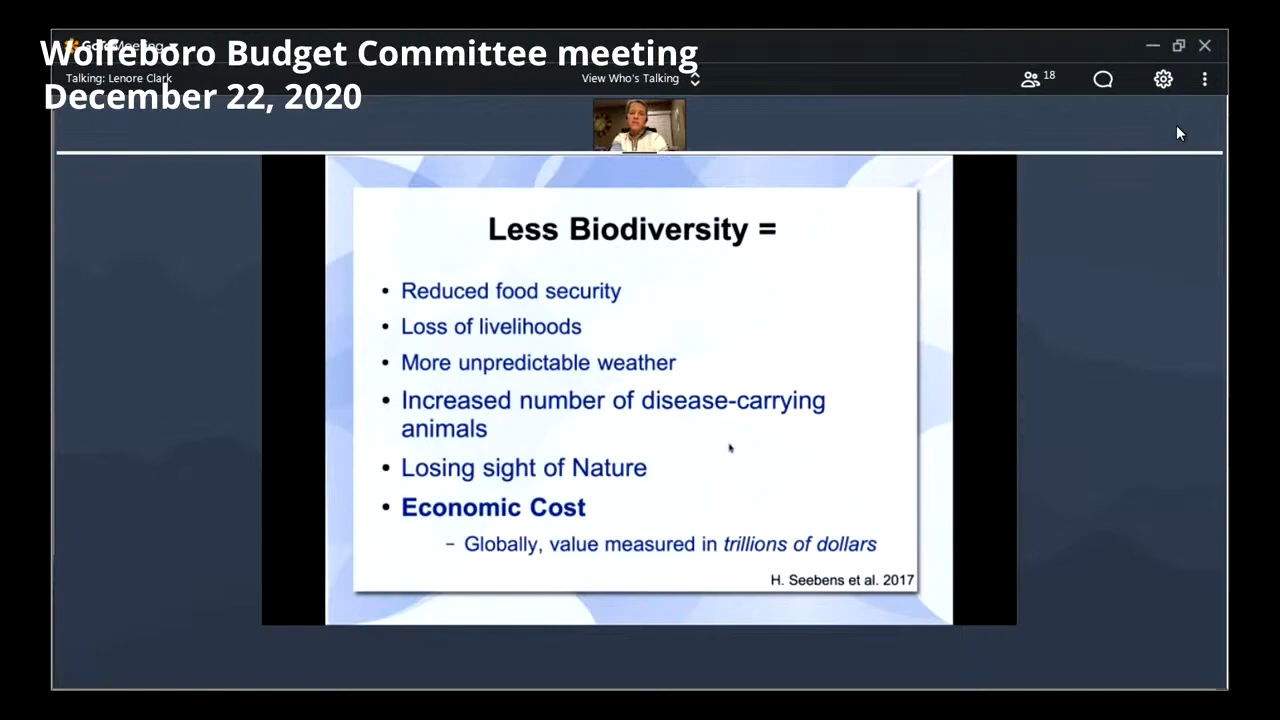 Wolfeboro Budget Committee meeting
December 22, 2020
Talking: Lenore Clark
View Who's Talking
18
Less Biodiversity =
• Reduced food security
• Loss of livelihoods
• More unpredictable weather
• Increased number of disease-carrying
animals
• Losing sight of Nature
• Economic Cost
– Globally, value measured in trillions of dollars
H. Seebens et al. 2017